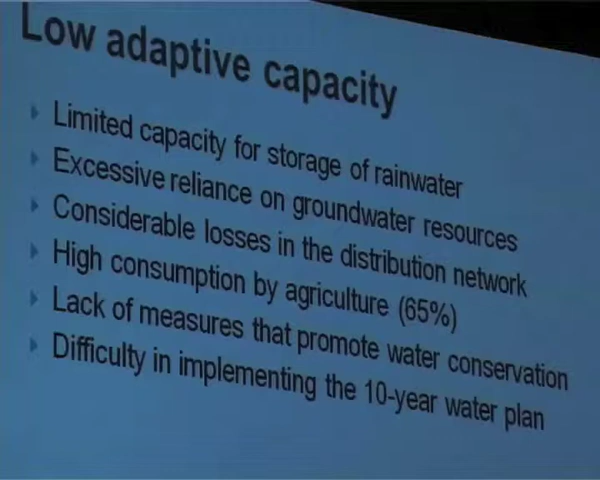 Low adaptive capacity
Limited capacity for storage of rainwater
Excessive reliance on groundwater resources
Considerable losses in the distribution network
High consumption by agriculture (65%)
Lack of measures that promote water conservation
Difficulty in implementing the 10-year water plan